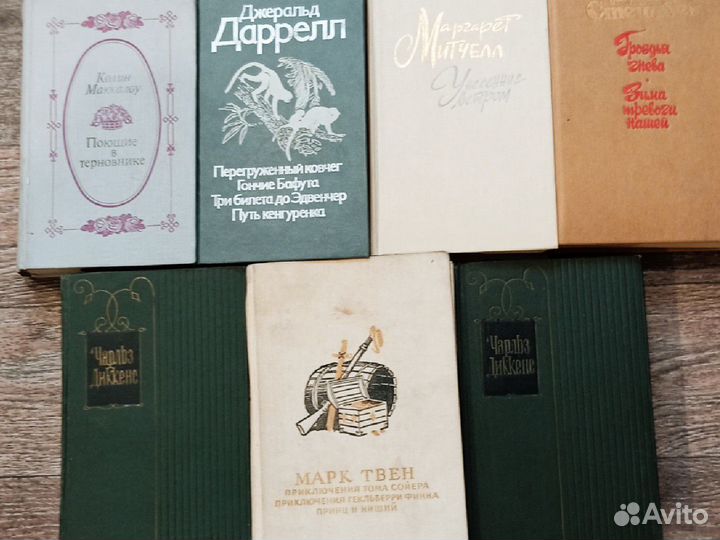 Колин
Маккалоу
Поющие
в
терновнике
Джеральд
Даррелл
Перегруженный ковчег
Гончие Бафута
Три билета до Эдвенчер
Путь кенгуренка
Маргарет
Митчелл
Унесенные
ветром
Гроздья
гнева
Зима
тревоги
нашей
Чарльз
Диккенс
МАРК ТВЕН
ПРИКЛЮЧЕНИЯ ТОМА СОЙЕРА
ПРИКЛЮЧЕНИЯ ГЕКЛЬБЕРРИ ФИННА
ПРИНЦ И НИЩИЙ
Чарльз
Диккенс
Avito